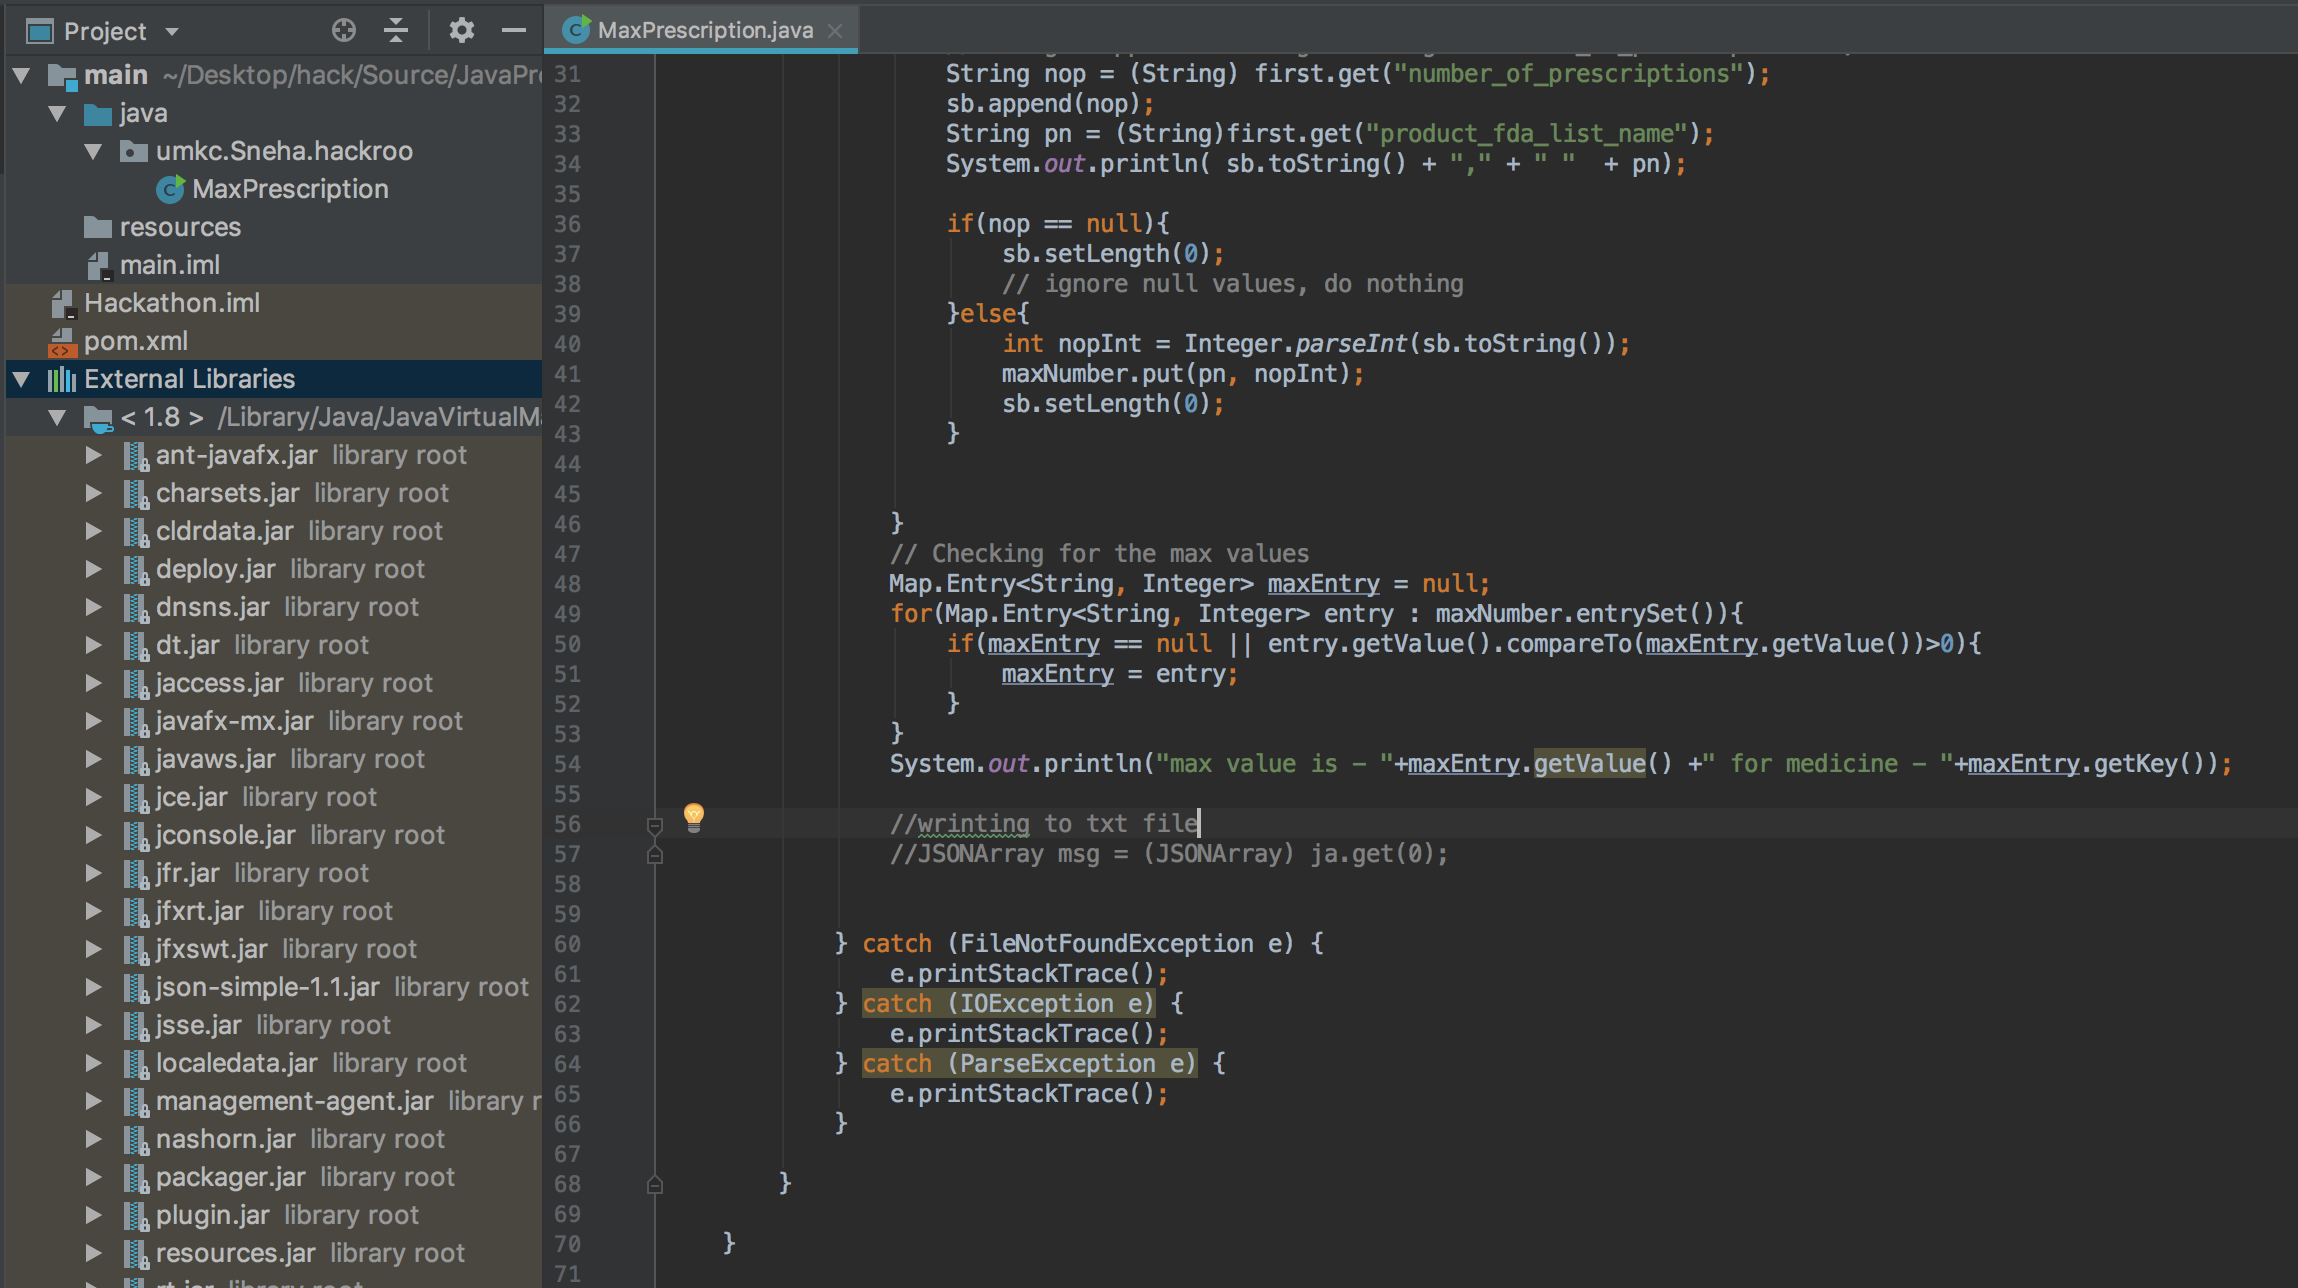 Project
MaxPrescription.java
main ~/Desktop/hack/Source/JavaPr
java
umkc.Sneha.hackroo
MaxPrescription
resources
main.iml
Hackathon.iml
pom.xml
External Libraries
< 1.8 > /Library/Java/JavaVirtualMa
ant-javafx.jar library root
charsets.jar library root
cldrdata.jar library root
deploy.jar library root
dnsns.jar library root
dt.jar library root
jaccess.jar library root
javafx-mx.jar library root
javaws.jar library root
jce.jar library root
jconsole.jar library root
jfr.jar library root
jfxrt.jar library root
jfxswt.jar library root
json-simple-1.1.jar library root
jsse.jar library root
localedata.jar library root
management-agent.jar library r
nashorn.jar library root
packager.jar library root
plugin.jar library root
resources.jar library root
rt.jar library root
31 String nop = (String) first.get("number_of_prescriptions");
32 sb.append(nop);
33 String pn = (String)first.get("product_fda_list_name");
34 System.out.println( sb.toString() + "," + " "  + pn);
35
36 if(nop == null){
37 sb.setLength(0);
38 // ignore null values, do nothing
39 }else{
40 int nopInt = Integer.parseInt(sb.toString());
41 maxNumber.put(pn, nopInt);
42 sb.setLength(0);
43 }
44
45
46 }
47 // Checking for the max values
48 Map.Entry<String, Integer> maxEntry = null;
49 for(Map.Entry<String, Integer> entry : maxNumber.entrySet()){
50 if(maxEntry == null || entry.getValue().compareTo(maxEntry.getValue())>0){
51 maxEntry = entry;
52 }
53 }
54 System.out.println("max value is - "+maxEntry.getValue() +" for medicine - "+maxEntry.getKey());
55
56 //wrinting to txt file
57 //JSONArray msg = (JSONArray) ja.get(0);
58
59
60 } catch (FileNotFoundException e) {
61 e.printStackTrace();
62 } catch (IOException e) {
63 e.printStackTrace();
64 } catch (ParseException e) {
65 e.printStackTrace();
66 }
67
68 }
69
70 }
71